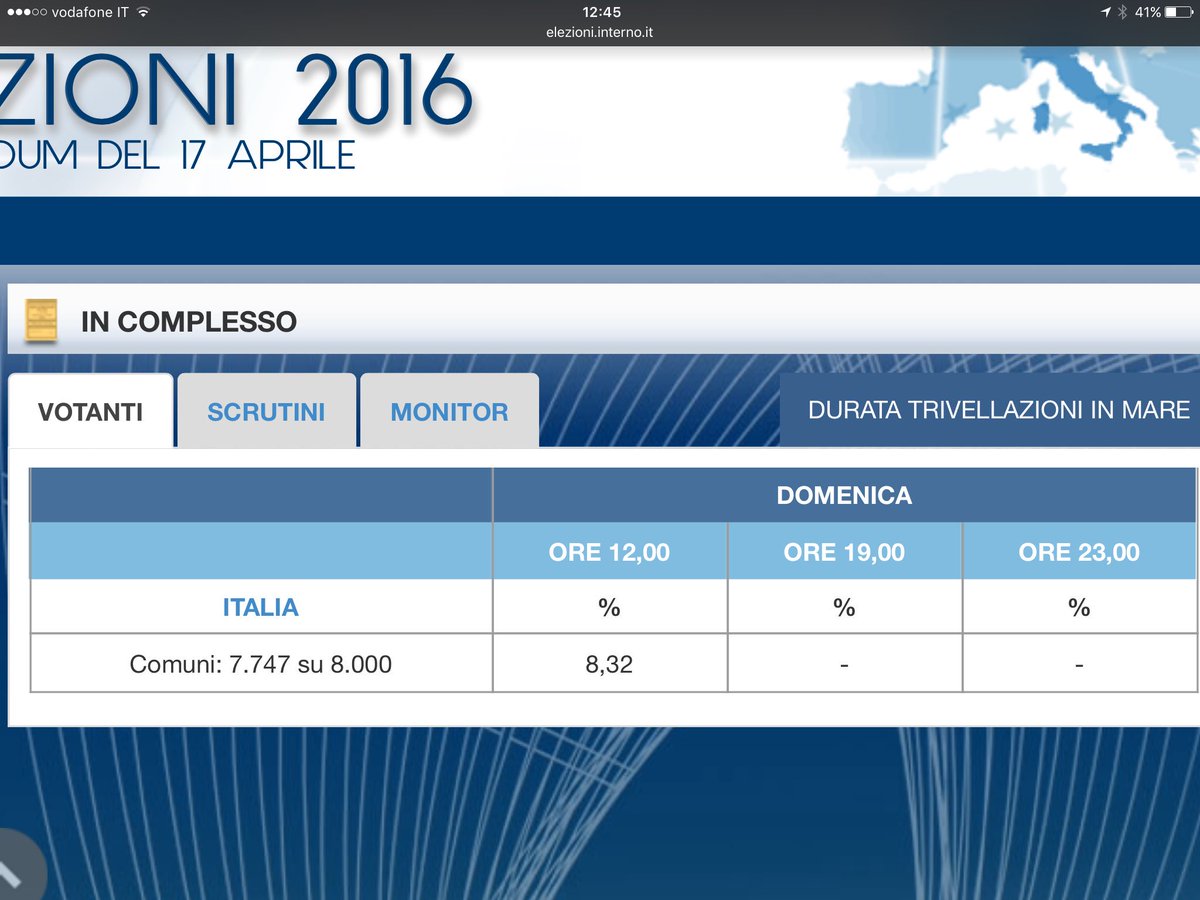 vodafone IT 12:45 41%
elezioni.interno.it
ZIONI 2016
DUM DEL 17 APRILE
IN COMPLESSO
VOTANTI SCRUTINI MONITOR DURATA TRIVELLAZIONI IN MARE
DOMENICA
ORE 12,00 ORE 19,00 ORE 23,00
ITALIA % % %
Comuni: 7.747 su 8.000 8,32 - -